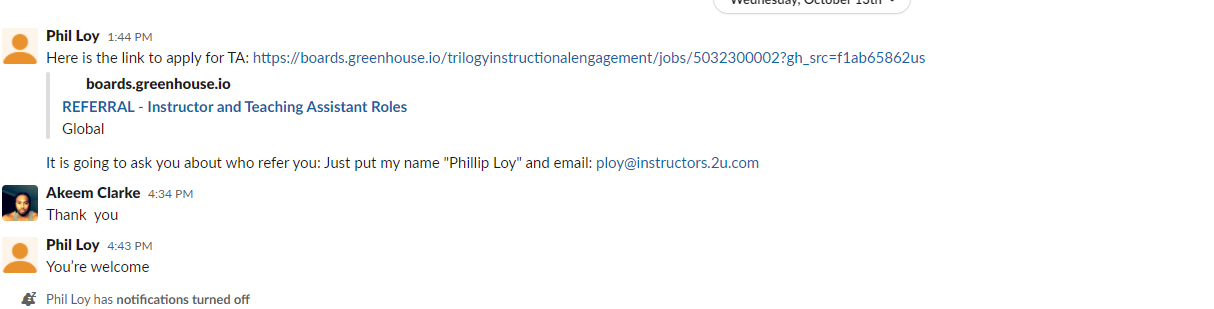 Wednesday, October 13th
Phil Loy 1:44 PM
Here is the link to apply for TA: https://boards.greenhouse.io/trilogyinstructionalengagement/jobs/5032300002?gh_src=f1ab65862us
boards.greenhouse.io
REFERRAL - Instructor and Teaching Assistant Roles
Global
It is going to ask you about who refer you: Just put my name "Phillip Loy" and email: ploy@instructors.2u.com
Akeem Clarke 4:34 PM
Thank you
Phil Loy 4:43 PM
You're welcome
Phil Loy has notifications turned off